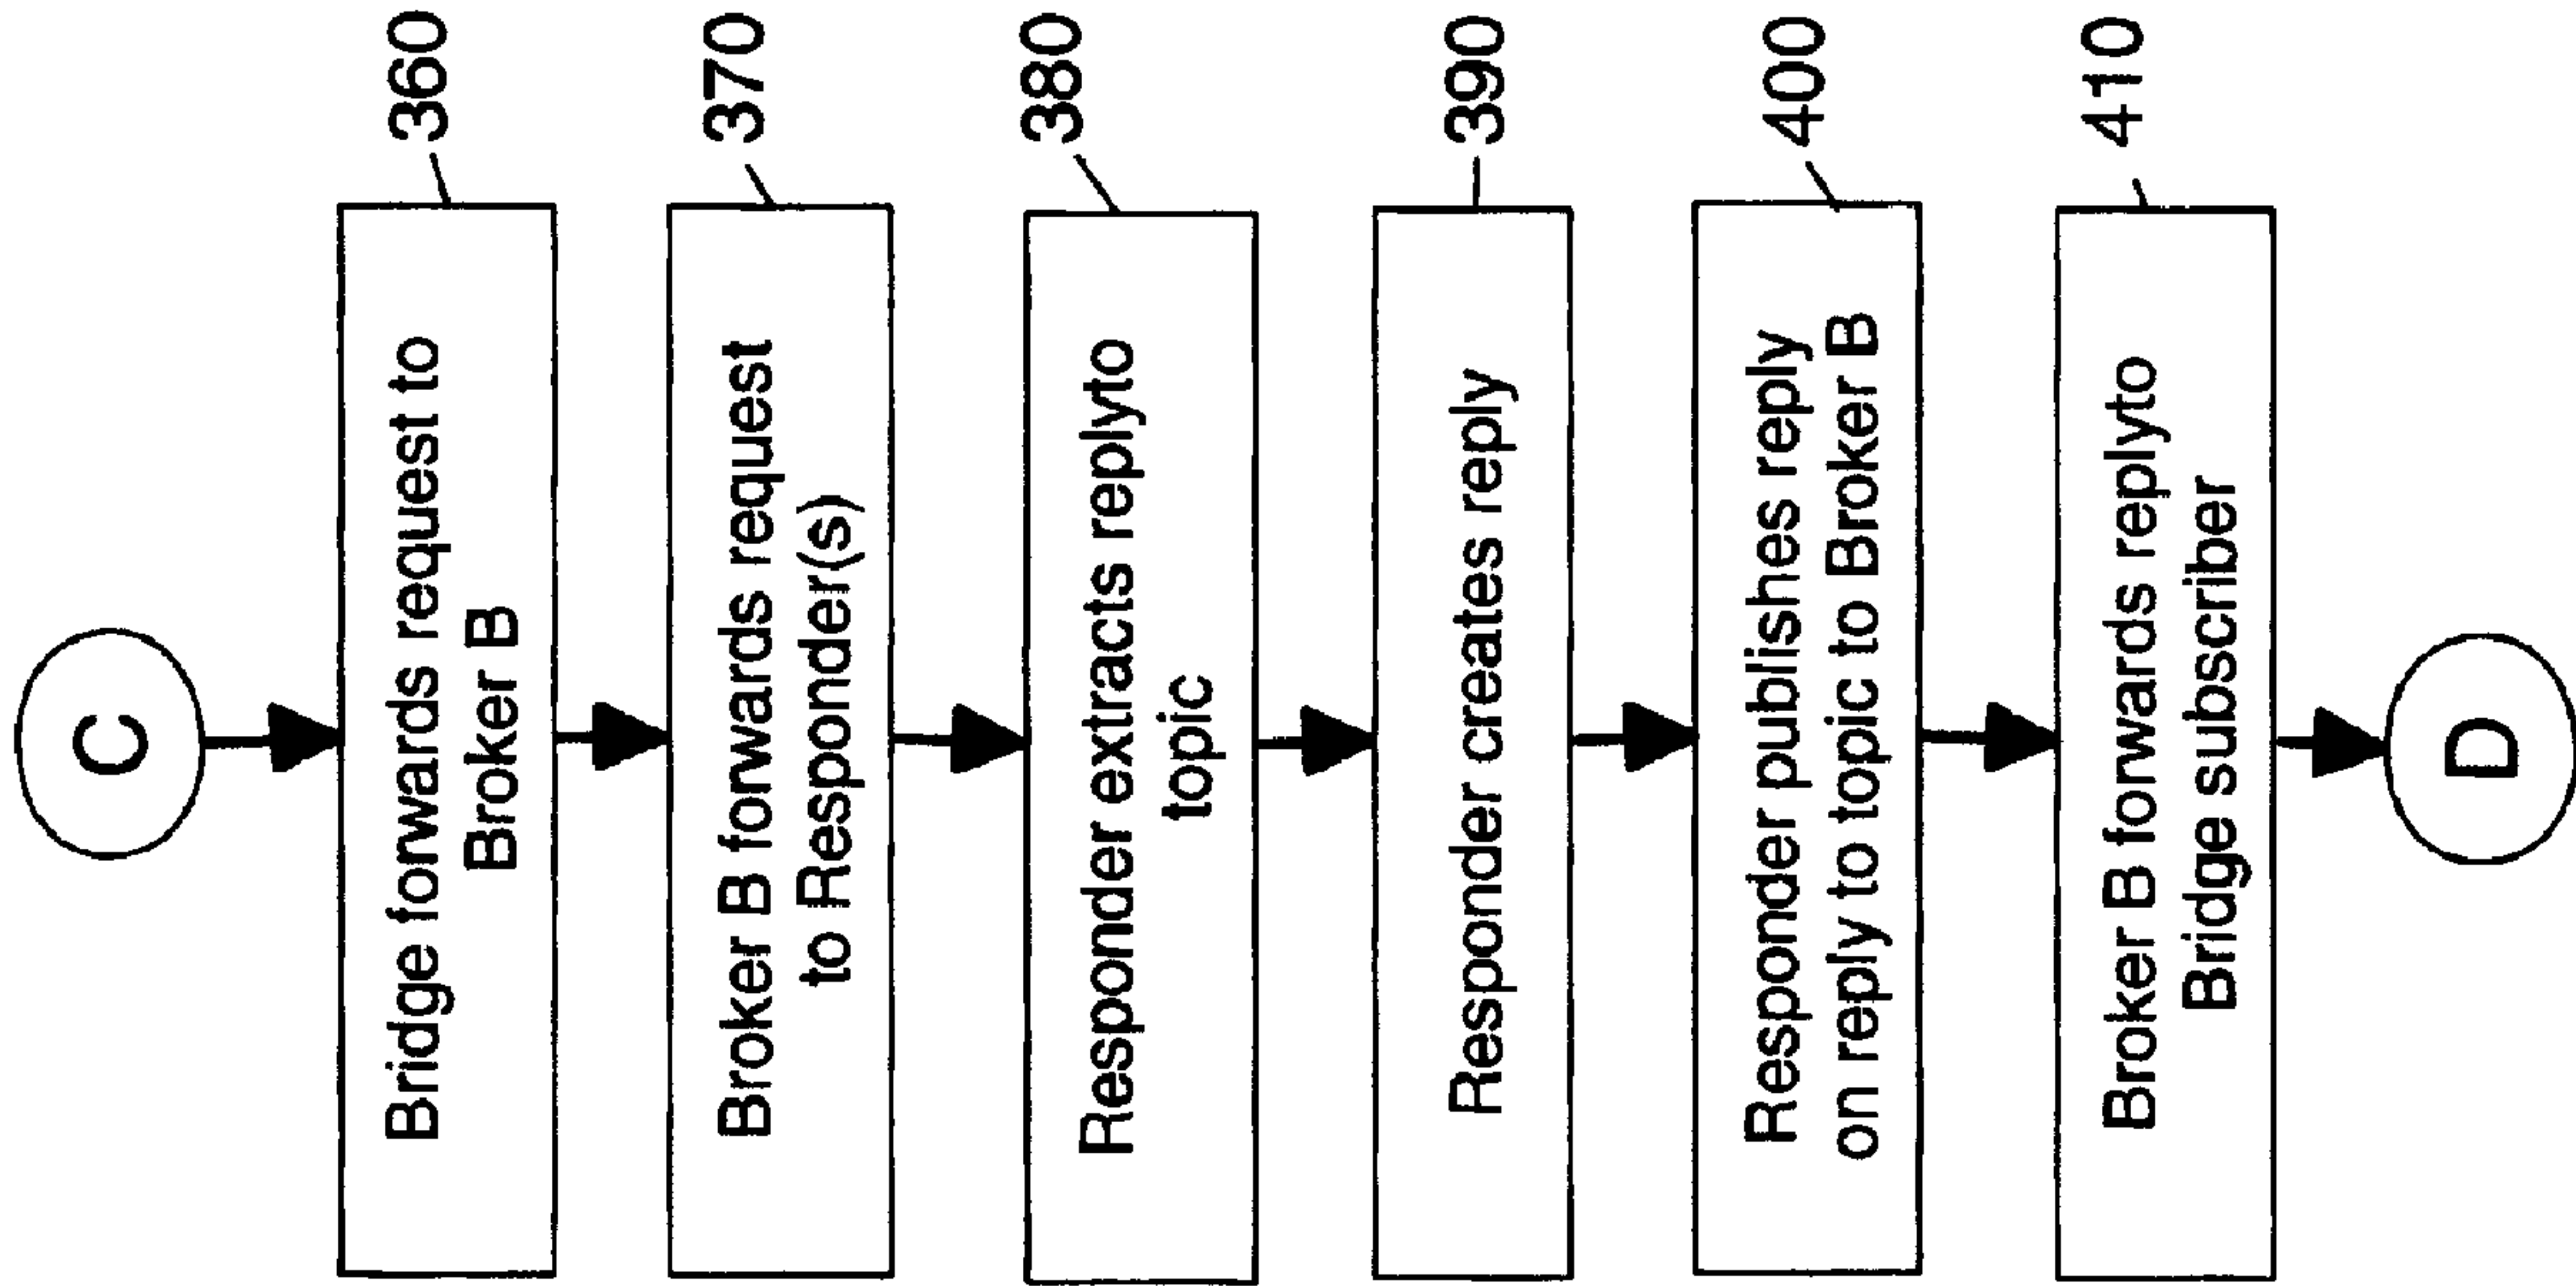 C
Bridge forwards request to
Broker B
360
Broker B forwards request
to Responder(s)
370
Responder extracts replyto
topic
380
Responder creates reply
390
Responder publishes reply
on reply to topic to Broker B
400
Broker B forwards replyto
Bridge subscriber
410
D